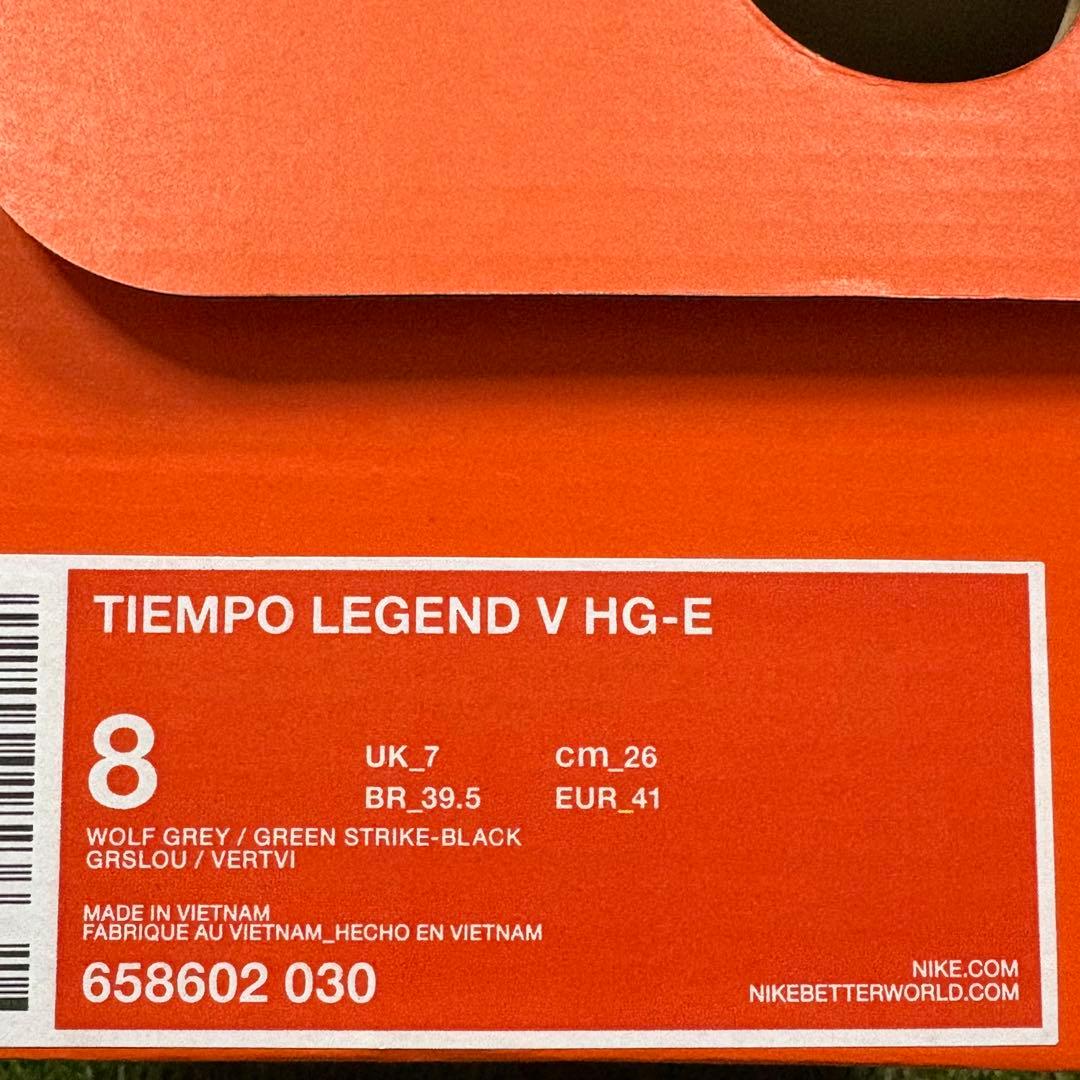 TIEMPO LEGEND V HG-E
8
UK_7 cm_26
BR_39.5 EUR_41
WOLF GREY / GREEN STRIKE-BLACK
GRSLOU / VERTVI
MADE IN VIETNAM
FABRIQUE AU VIETNAM_HECHO EN VIETNAM
658602 030
NIKE.COM
NIKEBETTERWORLD.COM